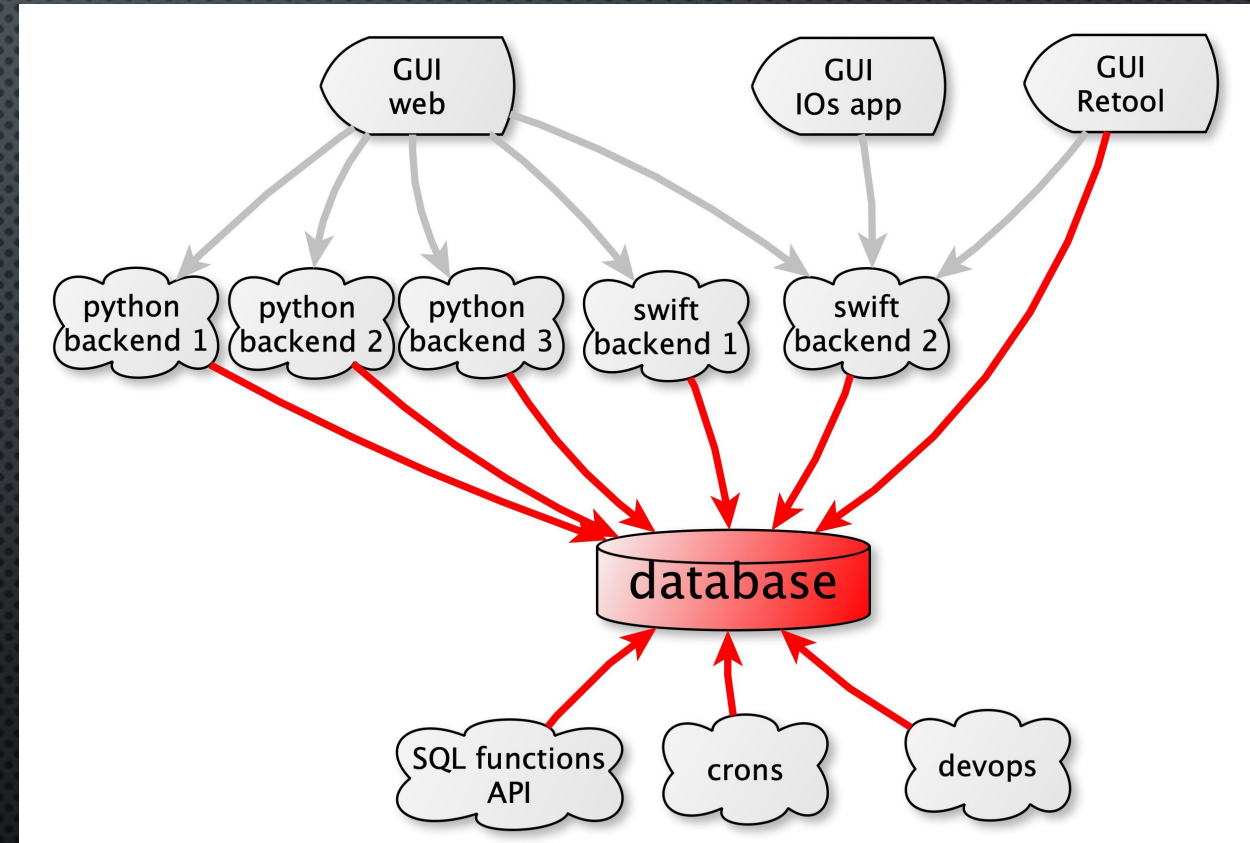 GUI
web
GUI
IOs app
GUI
Retool
python
backend 1
python
backend 2
python
backend 3
swift
backend 1
swift
backend 2
database
SQL functions
API
crons
devops